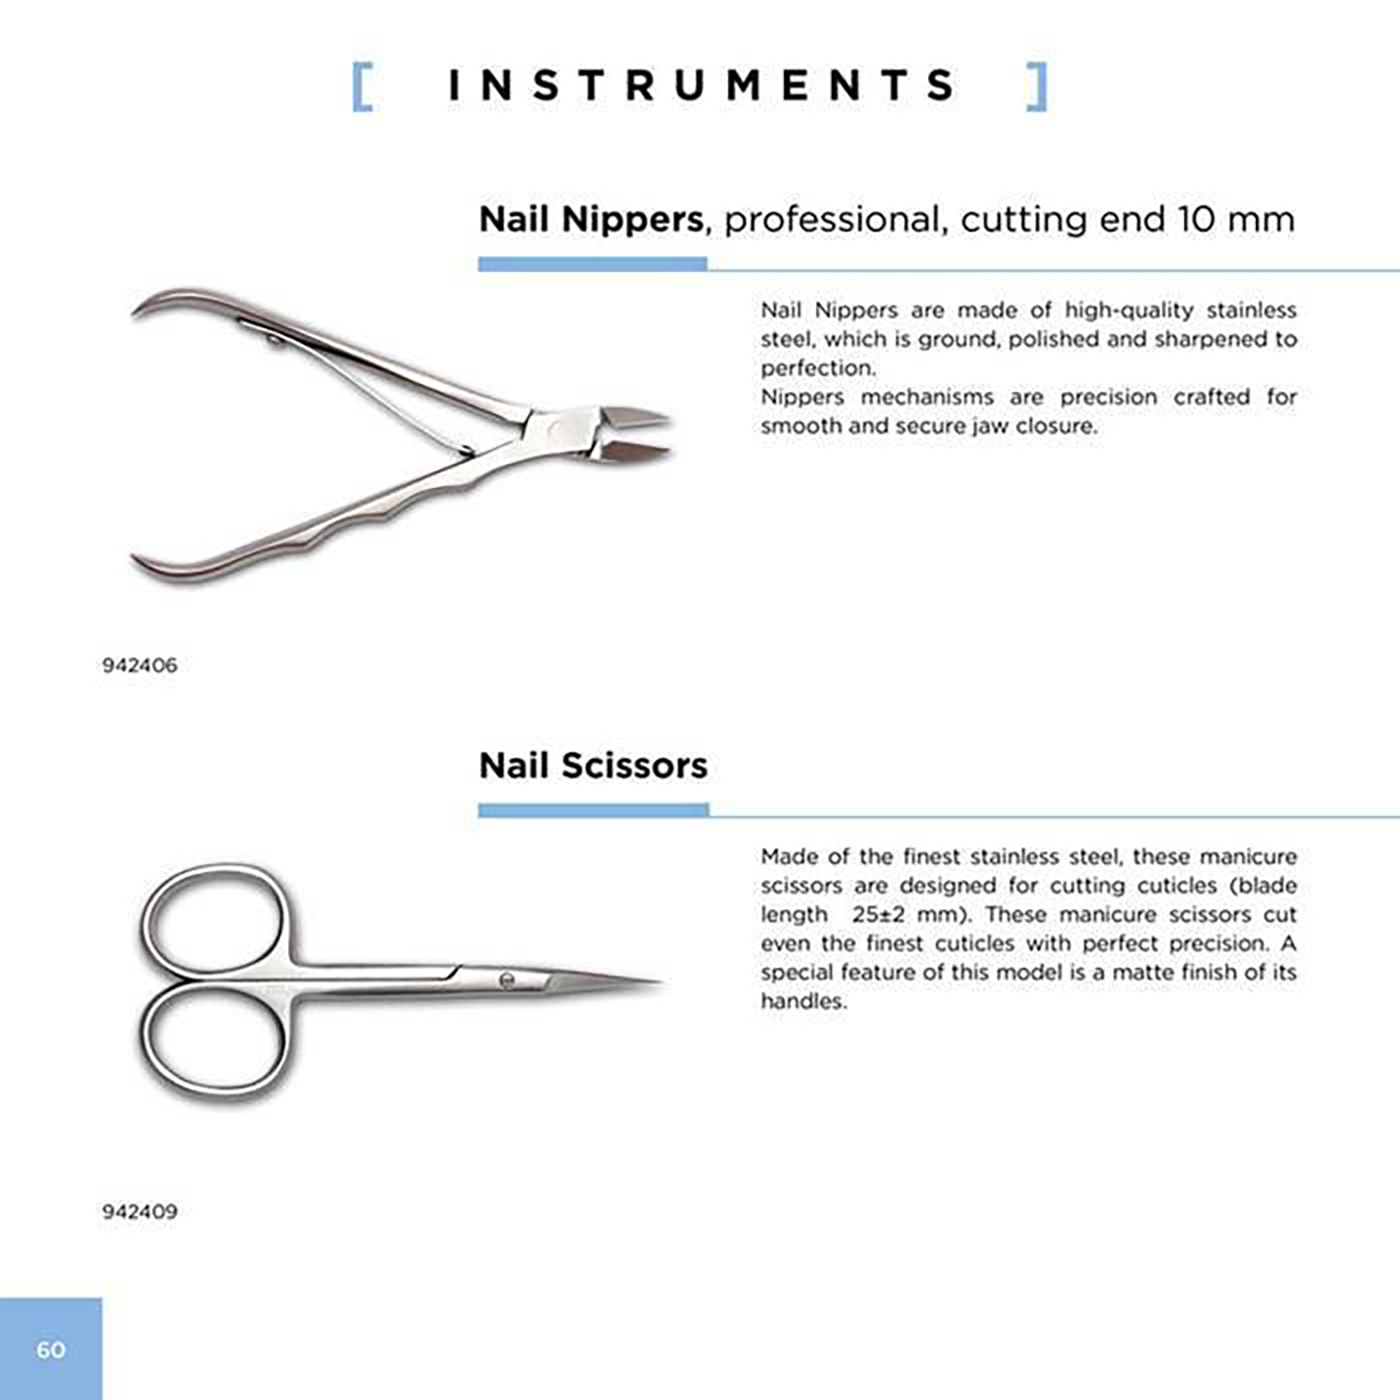 [ INSTRUMENTS ]
Nail Nippers, professional, cutting end 10 mm
Nail Nippers are made of high-quality stainless
steel, which is ground, polished and sharpened to
perfection.
Nippers mechanisms are precision crafted for
smooth and secure jaw closure.
942406
Nail Scissors
Made of the finest stainless steel, these manicure
scissors are designed for cutting cuticles (blade
length 25±2 mm). These manicure scissors cut
even the finest cuticles with perfect precision. A
special feature of this model is a matte finish of its
handles.
942409
60